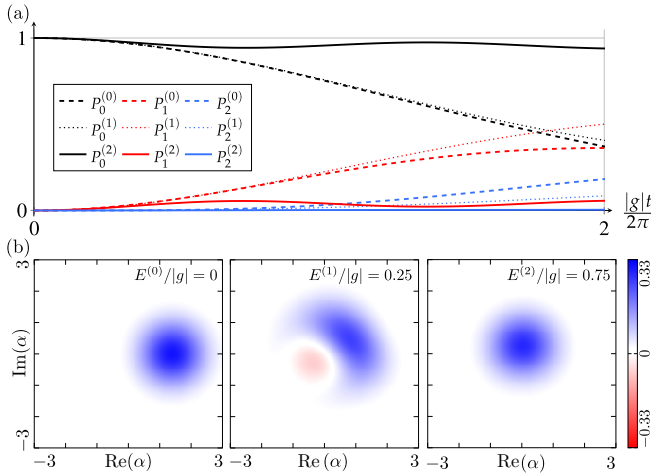 (a)
1
P_0^{(0)} P_1^{(0)} P_2^{(0)}
P_0^{(1)} P_1^{(1)} P_2^{(1)}
P_0^{(2)} P_1^{(2)} P_2^{(2)}
0
0 2 |g|t/2π
(b)
E^{(0)}/|g| = 0 E^{(1)}/|g| = 0.25 E^{(2)}/|g| = 0.75
3
Im(α)
−3
−3 Re(α) 3
−3 Re(α) 3
−3 Re(α) 3
0.33
0
−0.33